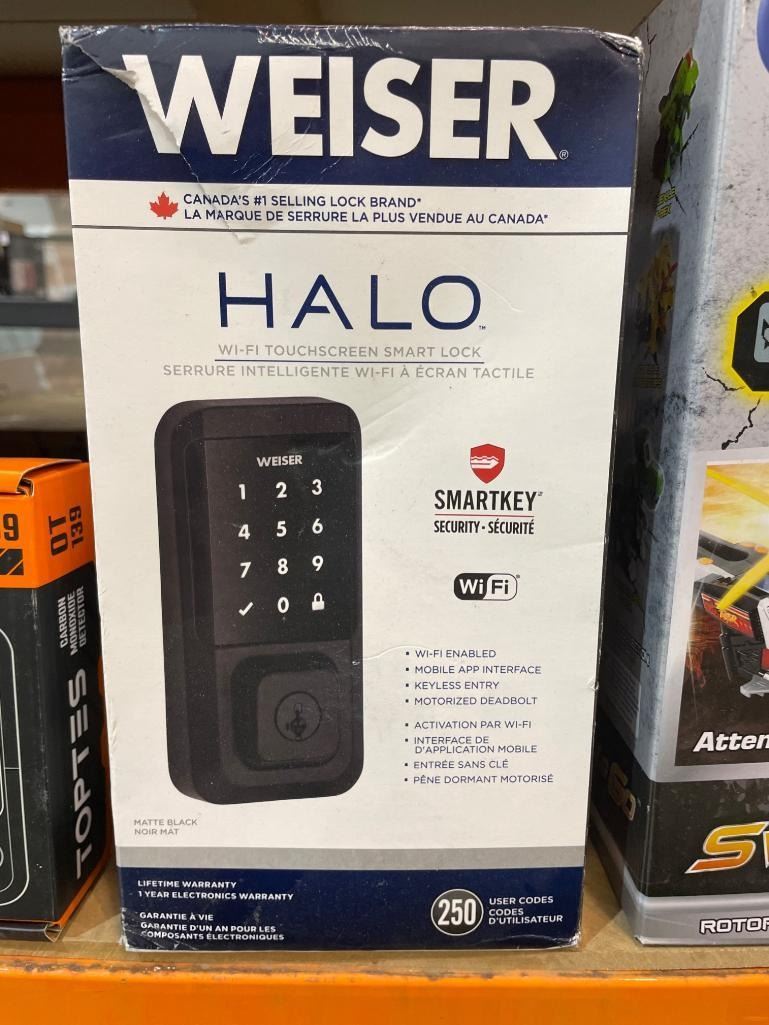 WEISER®
CANADA'S #1 SELLING LOCK BRAND*
LA MARQUE DE SERRURE LA PLUS VENDUE AU CANADA*
HALO™
WI-FI TOUCHSCREEN SMART LOCK
SERRURE INTELLIGENTE WI-FI À ÉCRAN TACTILE
WEISER
1 2 3
4 5 6
7 8 9
✓ 0
SMARTKEY
SECURITY • SÉCURITÉ
WiFi
• WI-FI ENABLED
• MOBILE APP INTERFACE
• KEYLESS ENTRY
• MOTORIZED DEADBOLT
• ACTIVATION PAR WI-FI
• INTERFACE DE
D'APPLICATION MOBILE
• ENTRÉE SANS CLÉ
• PÊNE DORMANT MOTORISÉ
MATTE BLACK
NOIR MAT
LIFETIME WARRANTY
1 YEAR ELECTRONICS WARRANTY
GARANTIE À VIE
GARANTIE D'UN AN POUR LES
COMPOSANTS ÉLECTRONIQUES
250
USER CODES
CODES
D'UTILISATEUR
9
OT
139
CARBON
MONOXIDE
DETECTOR
TOPTES
Atten
S
ROTOR